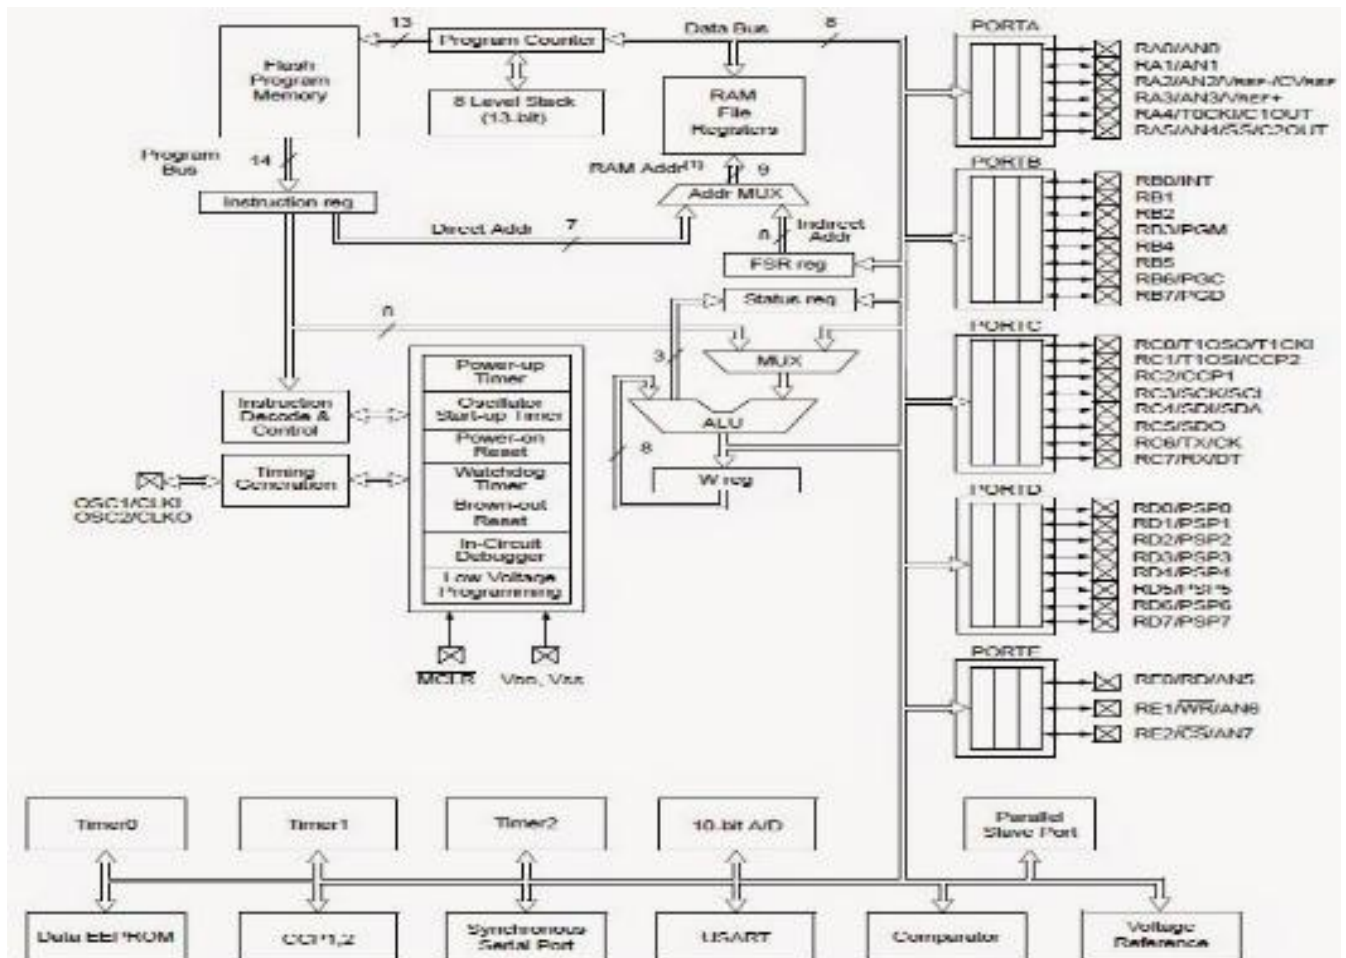 13
Program Counter
Data Bus
8
PORTA
Flash
Program
Memory
8 Level Stack
(13-bit)
RAM
File
Registers
RA0/AN0
RA1/AN1
RA2/AN2/VREF-/CVREF
RA3/AN3/VREF+
RA4/T0CKI/C1OUT
RA5/AN4/SS/C2OUT
Program
Bus
14
RAM Addr(1)
9
PORTB
Instruction reg
Addr MUX
Direct Addr
7
Indirect
Addr
FSR reg
Status reg
RB0/INT
RB1
RB2
RB3/PGM
RB4
RB5
RB6/PGC
RB7/PGD
PORTC
3
MUX
Power-up
Timer
Instruction
Decode &
Control
Oscillator
Start-up Timer
ALU
Power-on
Reset
8
Timing
Generation
Watchdog
Timer
W reg
OSC1/CLKI
OSC2/CLKO
Brown-out
Reset
In-Circuit
Debugger
Low Voltage
Programming
MCLR
VDD, VSS
RC0/T1OSO/T1CKI
RC1/T1OSI/CCP2
RC2/CCP1
RC3/SCK/SCL
RC4/SDI/SDA
RC5/SDO
RC6/TX/CK
RC7/RX/DT
PORTD
RD0/PSP0
RD1/PSP1
RD2/PSP2
RD3/PSP3
RD4/PSP4
RD5/PSP5
RD6/PSP6
RD7/PSP7
PORTE
RE0/RD/AN5
RE1/WR/AN6
RE2/CS/AN7
Timer0
Timer1
Timer2
10-bit A/D
Parallel
Slave Port
Data EEPROM
CCP1,2
Synchronous
Serial Port
USART
Comparator
Voltage
Reference